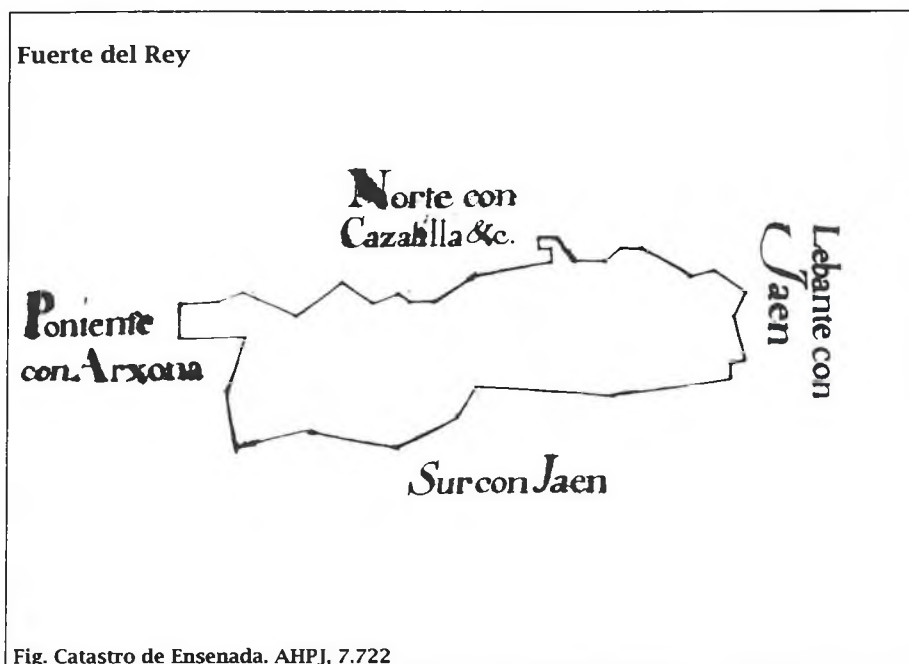 Fuerte del Rey
Norte con
Cazalilla &c.
Poniente
con Arxona
Lebante con
Jaen
Sur con Jaen
Fig. Catastro de Ensenada. AHPJ, 7.722